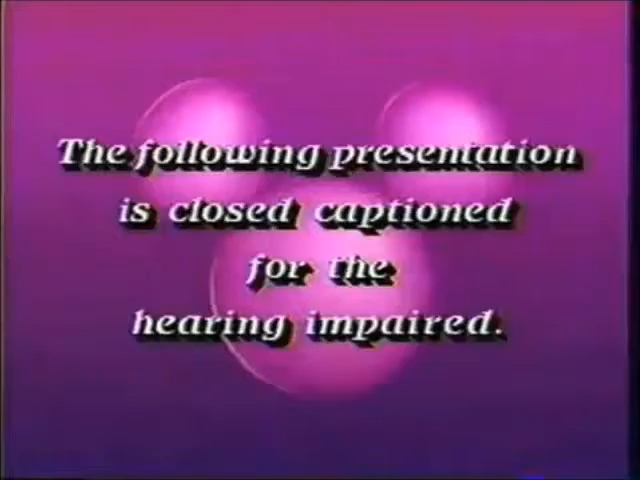 The following presentation
is closed captioned
for the
hearing impaired.